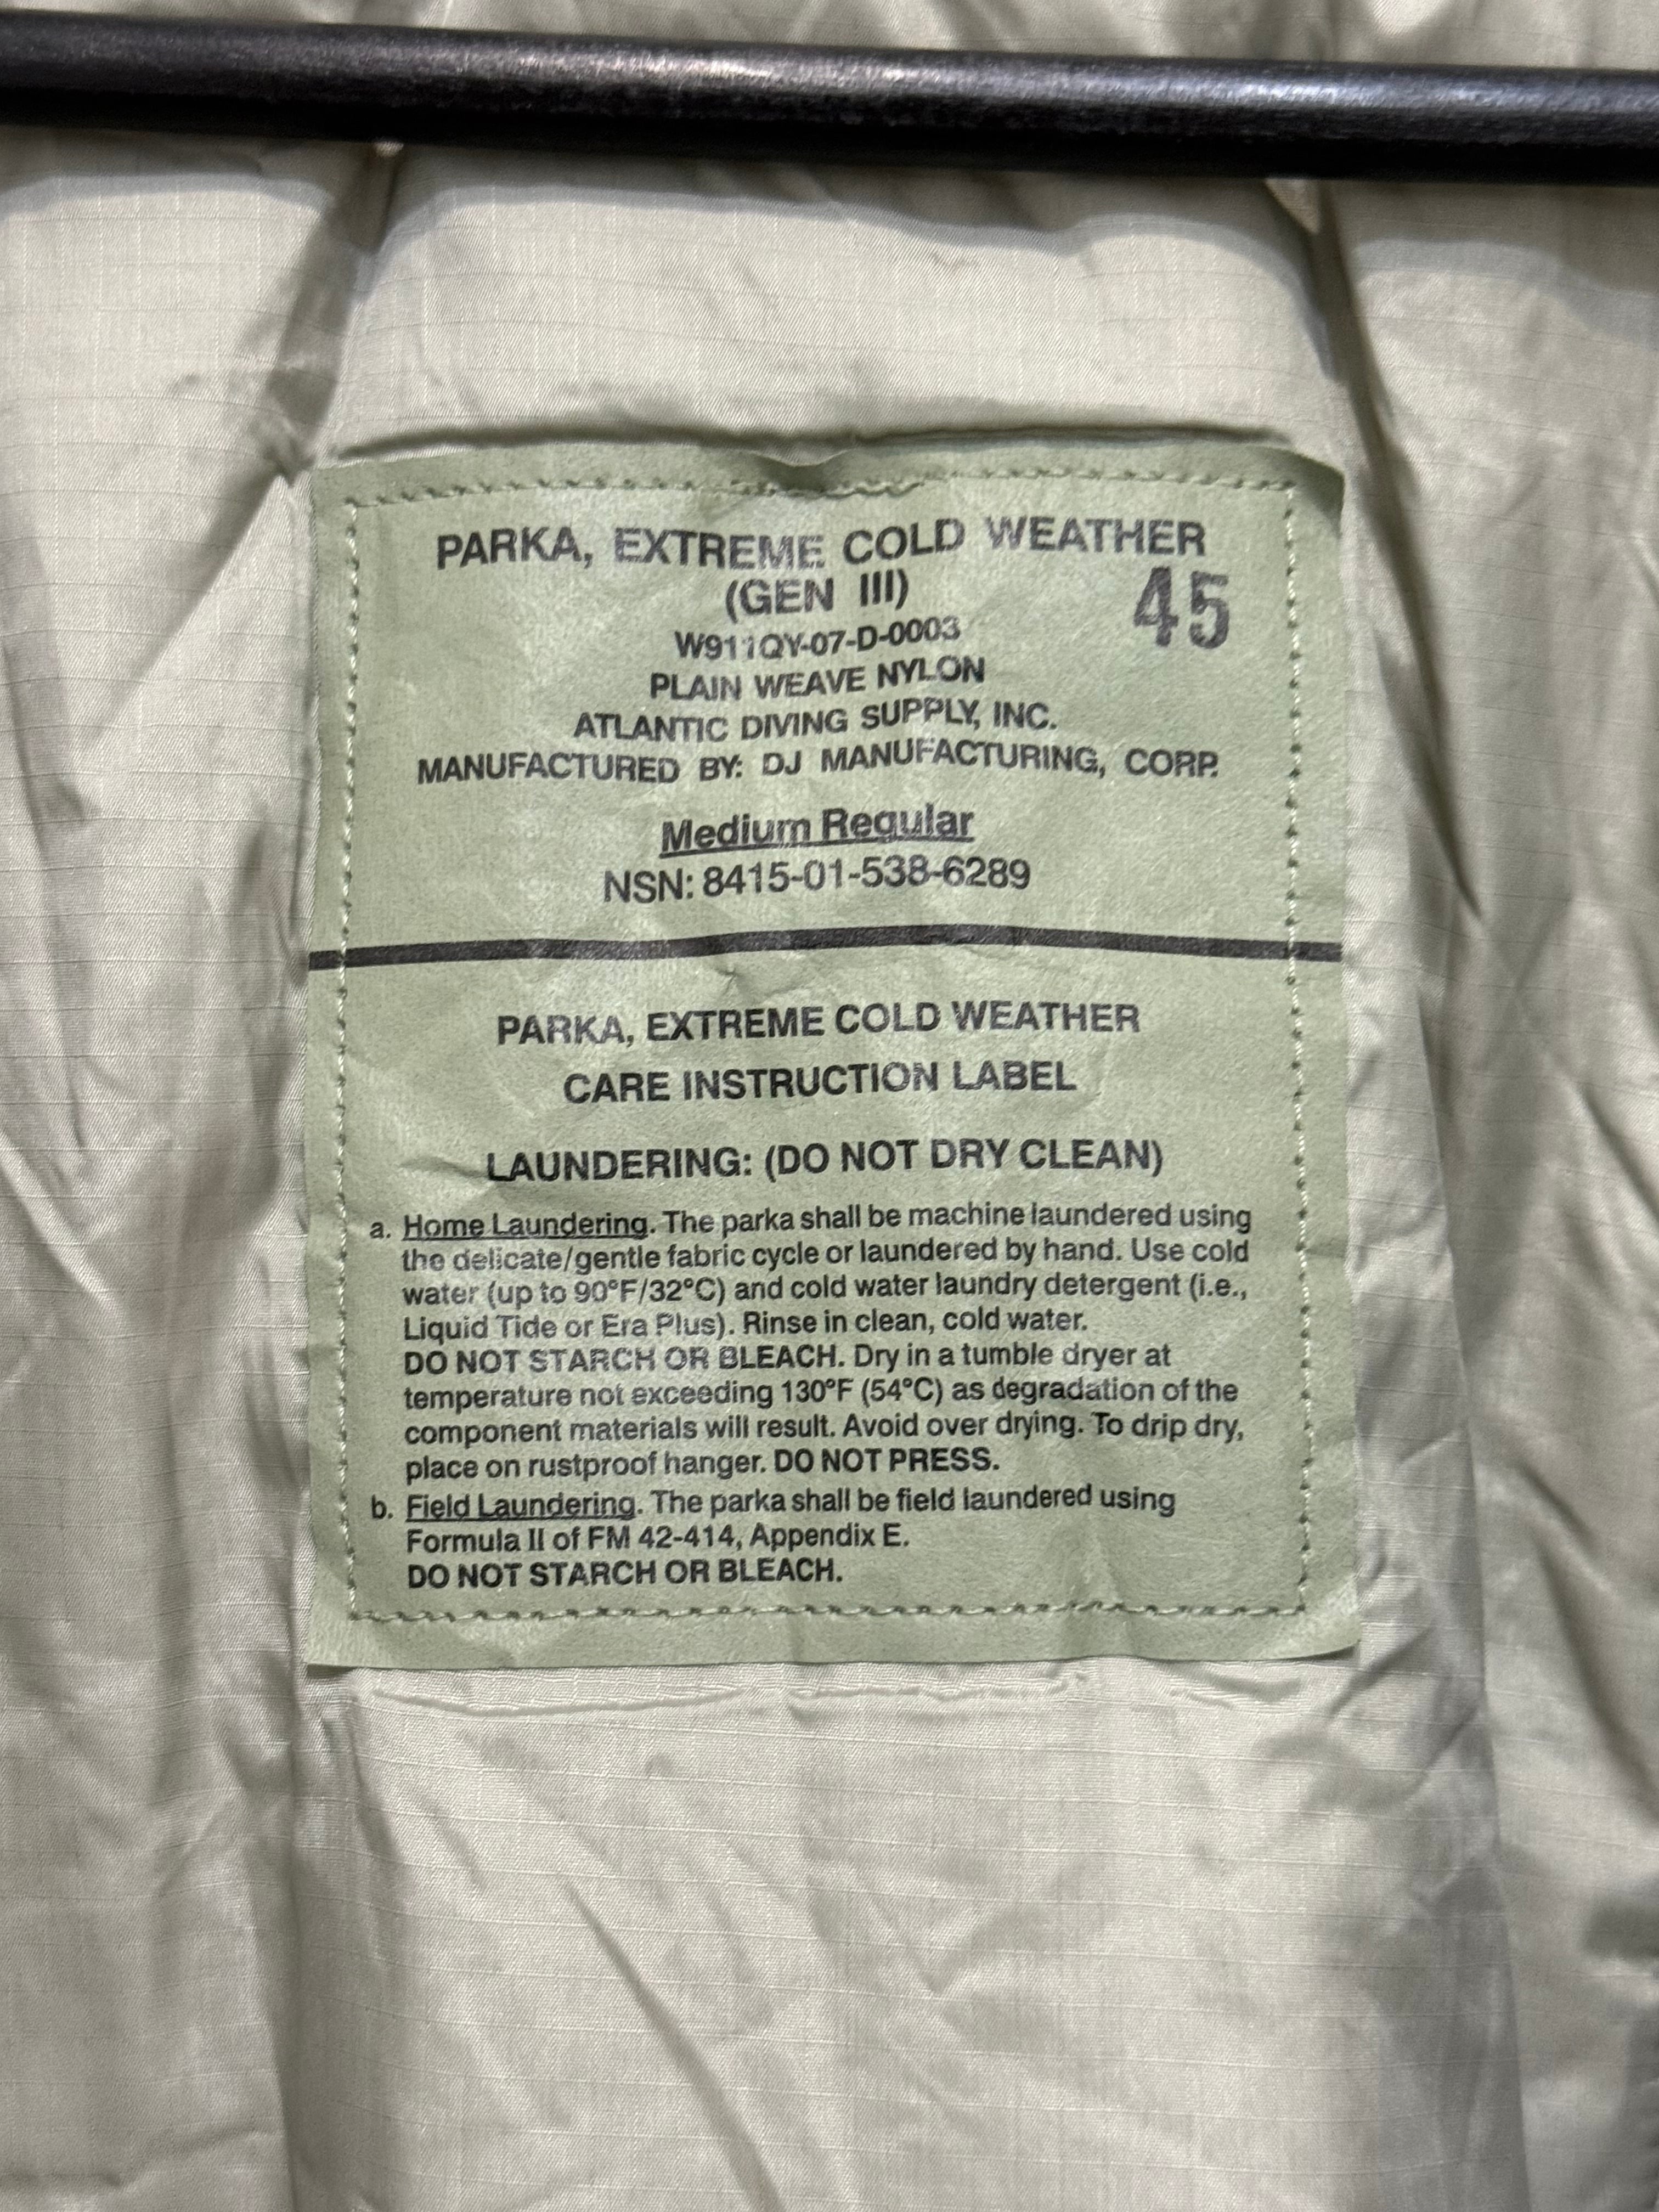 PARKA, EXTREME COLD WEATHER
(GEN III)
45
W911QY-07-D-0003
PLAIN WEAVE NYLON
ATLANTIC DIVING SUPPLY, INC.
MANUFACTURED BY: DJ MANUFACTURING, CORP.
Medium Regular
NSN: 8415-01-538-6289
PARKA, EXTREME COLD WEATHER
CARE INSTRUCTION LABEL
LAUNDERING: (DO NOT DRY CLEAN)
a. Home Laundering. The parka shall be machine laundered using
the delicate/gentle fabric cycle or laundered by hand. Use cold
water (up to 90°F/32°C) and cold water laundry detergent (i.e.,
Liquid Tide or Era Plus). Rinse in clean, cold water.
DO NOT STARCH OR BLEACH. Dry in a tumble dryer at
temperature not exceeding 130°F (54°C) as degradation of the
component materials will result. Avoid over drying. To drip dry,
place on rustproof hanger. DO NOT PRESS.
b. Field Laundering. The parka shall be field laundered using
Formula II of FM 42-414, Appendix E.
DO NOT STARCH OR BLEACH.